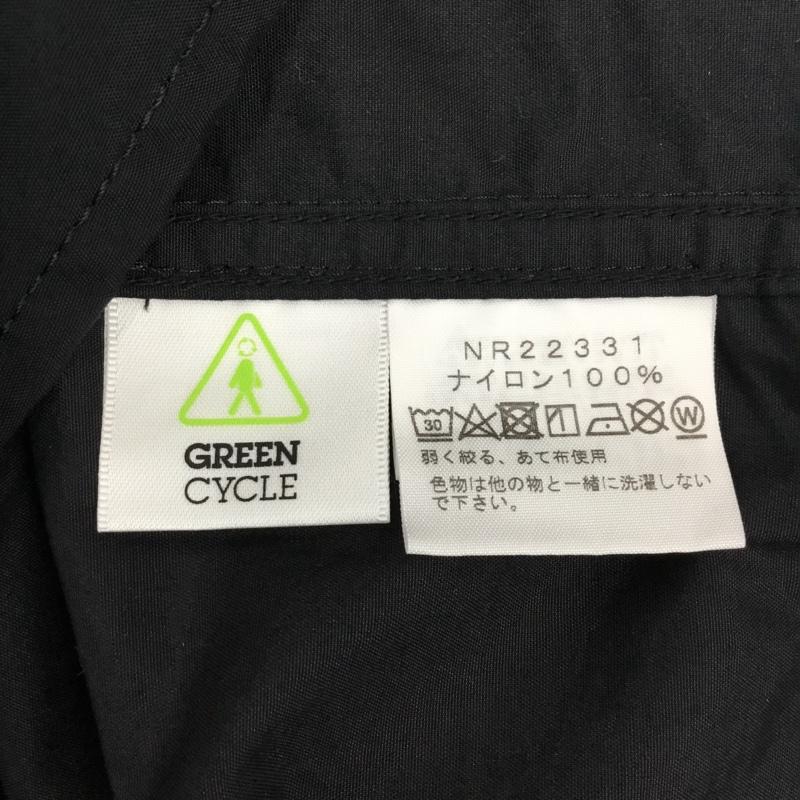 GREEN
CYCLE
NR22331
ナイロン100%
30 W
弱く絞る、あて布使用
色物は他の物と一緒に洗濯しない
で下さい。